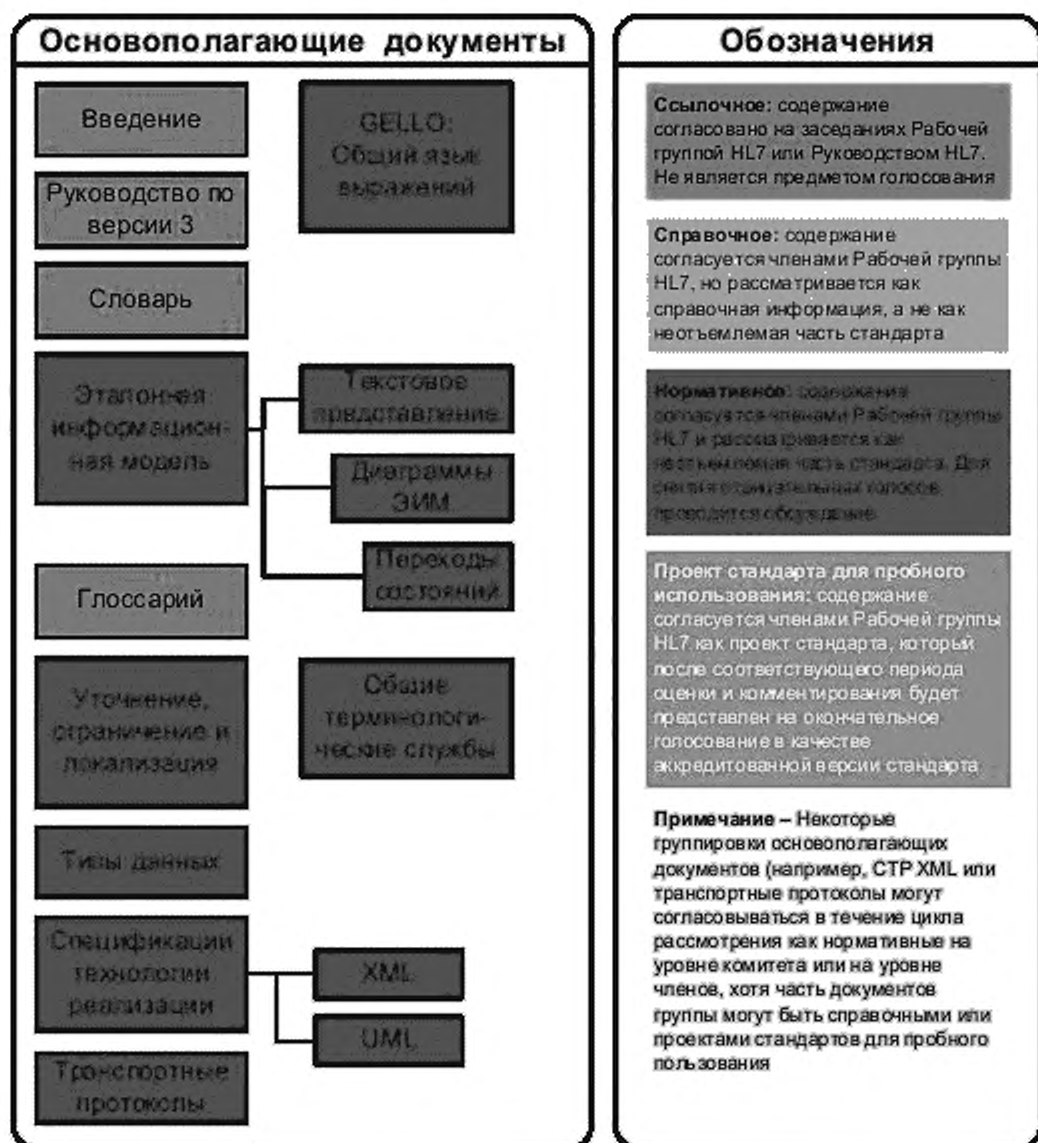 Основополагающие документы
Введение
Руководство по
версии 3
Словарь
Эталонная
информацион-
ная модель
Глоссарий
Уточнение,
ограничение и
локализация
Типы данных
Спецификации
технологии
реализации
Транспортные
протоколы
GELLO:
Общий язык
выражений
Текстовое
представление
Диаграммы
ЭИМ
Переходы
состояний
Общие
терминологи-
ческие службы
XML
UML
Обозначения
Ссылочное: содержание
согласовано на заседаниях Рабочей
группой HL7 или Руководством HL7.
Не является предметом голосования
Справочное: содержание
согласуется членами Рабочей группы
HL7, но рассматривается как
справочная информация, а не как
неотъемлемая часть стандарта
Нормативное: содержание
согласуется членами Рабочей группы
HL7 и рассматривается как
неотъемлемая часть стандарта. Для
снятия отрицательных голосов
проводится обсуждение
Проект стандарта для пробного
использования: содержание
согласуется членами Рабочей группы
HL7 как проект стандарта, который
после соответствующего периода
оценки и комментирования будет
представлен на окончательное
голосование в качестве
аккредитованной версии стандарта
Примечание – Некоторые
группировки основополагающих
документов (например, СТР XML или
транспортные протоколы могут
согласовываться в течение цикла
рассмотрения как нормативные на
уровне комитета или на уровне
членов, хотя часть документов
группы могут быть справочными или
проектами стандартов для пробного
пользования